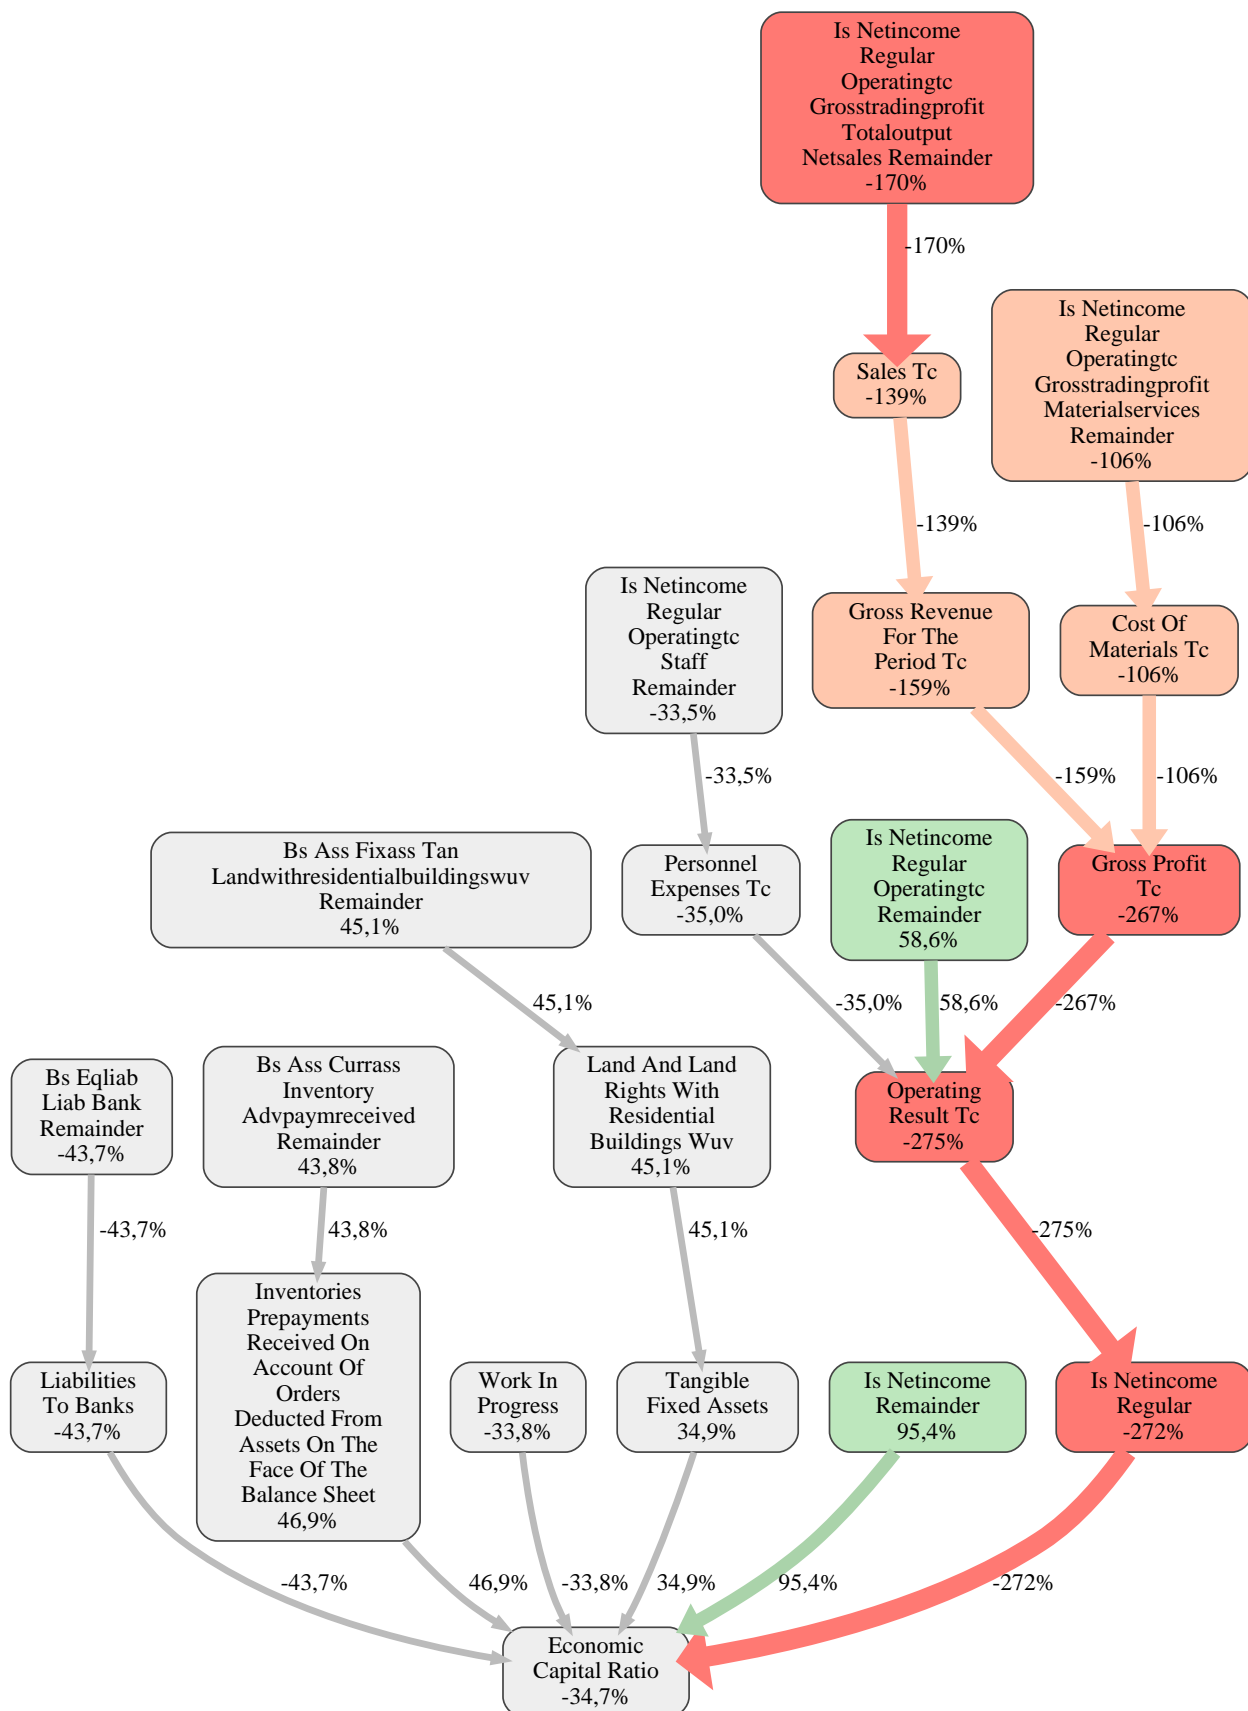 Is Netincome
Regular
Operatingtc
Grosstradingprofit
Totaloutput
Netsales Remainder
-170%
-170%
Is Netincome
Regular
Operatingtc
Grosstradingprofit
Materialservices
Remainder
-106%
Sales Tc
-139%
-139%
-106%
Is Netincome
Regular
Operatingtc
Staff
Remainder
-33,5%
Gross Revenue
For The
Period Tc
-159%
Cost Of
Materials Tc
-106%
-33,5%
-159%
-106%
Bs Ass Fixass Tan
Landwithresidentialbuildingswuv
Remainder
45,1%
Personnel
Expenses Tc
-35,0%
Is Netincome
Regular
Operatingtc
Remainder
58,6%
Gross Profit
Tc
-267%
45,1%
-35,0%
58,6%
-267%
Bs Eqliab
Liab Bank
Remainder
-43,7%
Bs Ass Currass
Inventory
Advpaymreceived
Remainder
43,8%
Land And Land
Rights With
Residential
Buildings Wuv
45,1%
Operating
Result Tc
-275%
-43,7%
43,8%
45,1%
-275%
Liabilities
To Banks
-43,7%
Inventories
Prepayments
Received On
Account Of
Orders
Deducted From
Assets On The
Face Of The
Balance Sheet
46,9%
Work In
Progress
-33,8%
Tangible
Fixed Assets
34,9%
Is Netincome
Remainder
95,4%
Is Netincome
Regular
-272%
-43,7%
46,9%
-33,8%
34,9%
95,4%
-272%
Economic
Capital Ratio
-34,7%